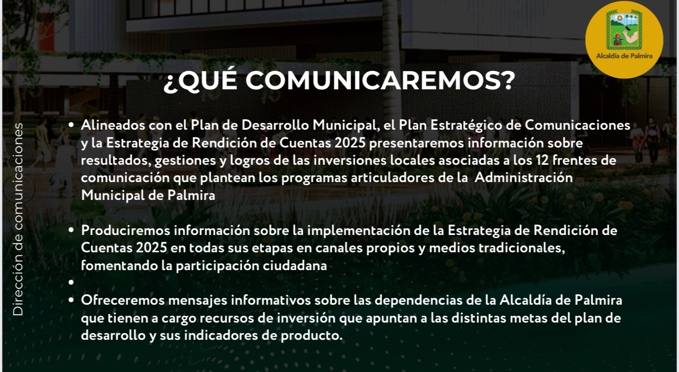 Alcaldía de Palmira
¿QUÉ COMUNICAREMOS?
Dirección de comunicaciones
• Alineados con el Plan de Desarrollo Municipal, el Plan Estratégico de Comunicaciones
y la Estrategia de Rendición de Cuentas 2025 presentaremos información sobre
resultados, gestiones y logros de las inversiones locales asociadas a los 12 frentes de
comunicación que plantean los programas articuladores de la Administración
Municipal de Palmira
• Produciremos información sobre la implementación de la Estrategia de Rendición de
Cuentas 2025 en todas sus etapas en canales propios y medios tradicionales,
fomentando la participación ciudadana
•
• Ofreceremos mensajes informativos sobre las dependencias de la Alcaldía de Palmira
que tienen a cargo recursos de inversión que apuntan a las distintas metas del plan de
desarrollo y sus indicadores de producto.